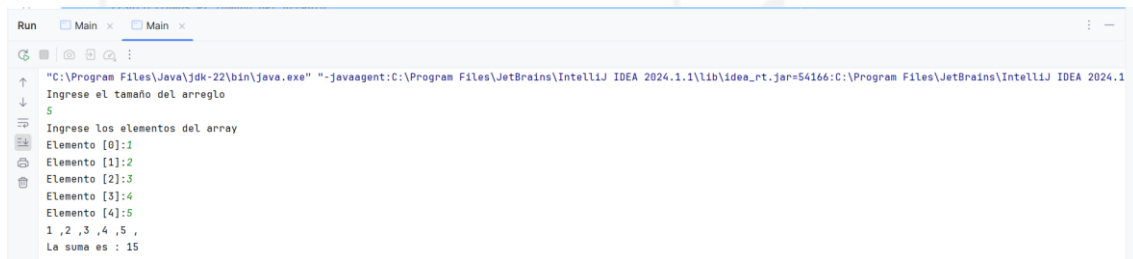 Run Main × Main ×
"C:\Program Files\Java\jdk-22\bin\java.exe" "-javaagent:C:\Program Files\JetBrains\IntelliJ IDEA 2024.1.1\lib\idea_rt.jar=54166:C:\Program Files\JetBrains\IntelliJ IDEA 2024.1
Ingrese el tamaño del arreglo
5
Ingrese los elementos del array
Elemento [0]:1
Elemento [1]:2
Elemento [2]:3
Elemento [3]:4
Elemento [4]:5
1 ,2 ,3 ,4 ,5 ,
La suma es : 15